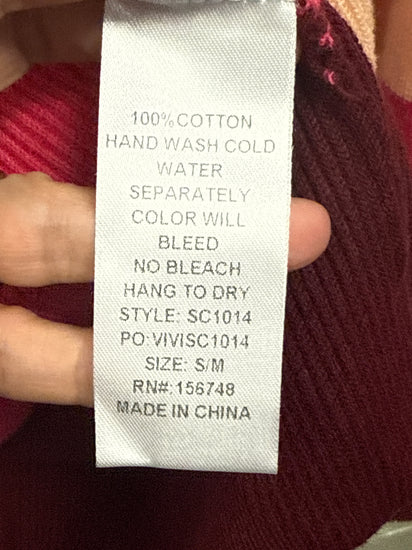 100%COTTON
HAND WASH COLD
WATER
SEPARATELY
COLOR WILL
BLEED
NO BLEACH
HANG TO DRY
STYLE: SC1014
PO:VIVISC1014
SIZE: S/M
RN#:156748
MADE IN CHINA